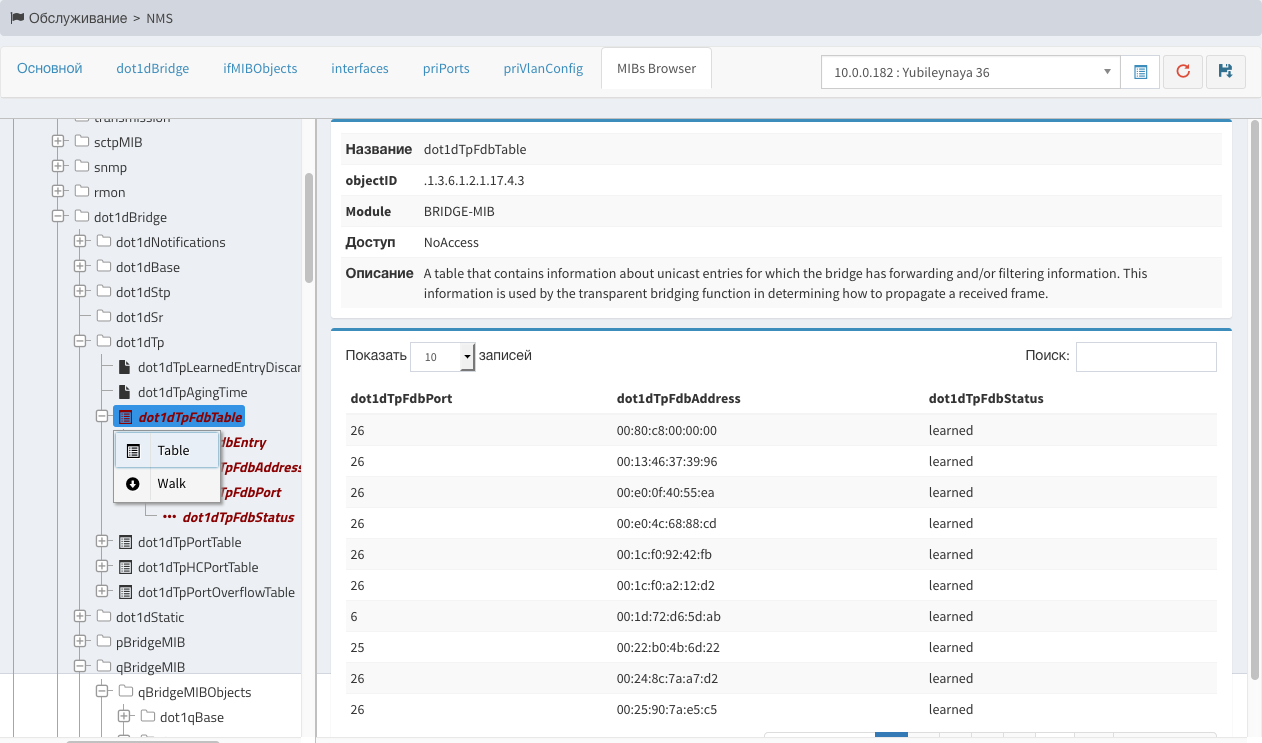 Обслуживание > NMS
Основной dot1dBridge ifMIBObjects interfaces priPorts priVlanConfig MIBs Browser 10.0.0.182 : Yubileynaya 36
transmission
sctpMIB
snmp
rmon
dot1dBridge
dot1dNotifications
dot1dBase
dot1dStp
dot1dSr
dot1dTp
dot1dTpLearnedEntryDiscar
dot1dTpAgingTime
dot1dTpFdbTable
dbEntry
TpFdbAddress
TpFdbPort
dot1dTpFdbStatus
Table
Walk
dot1dTpPortTable
dot1dTpHCPortTable
dot1dTpPortOverflowTable
dot1dStatic
pBridgeMIB
qBridgeMIB
qBridgeMIBObjects
dot1qBase
Название dot1dTpFdbTable
objectID .1.3.6.1.2.1.17.4.3
Module BRIDGE-MIB
Доступ NoAccess
Описание A table that contains information about unicast entries for which the bridge has forwarding and/or filtering information. This
information is used by the transparent bridging function in determining how to propagate a received frame.
Показать 10 записей Поиск:
dot1dTpFdbPort dot1dTpFdbAddress dot1dTpFdbStatus
26 00:80:c8:00:00:00 learned
26 00:13:46:37:39:96 learned
26 00:e0:0f:40:55:ea learned
26 00:e0:4c:68:88:cd learned
26 00:1c:f0:92:42:fb learned
26 00:1c:f0:a2:12:d2 learned
6 00:1d:72:d6:5d:ab learned
25 00:22:b0:4b:6d:22 learned
26 00:24:8c:7a:a7:d2 learned
26 00:25:90:7a:e5:c5 learned